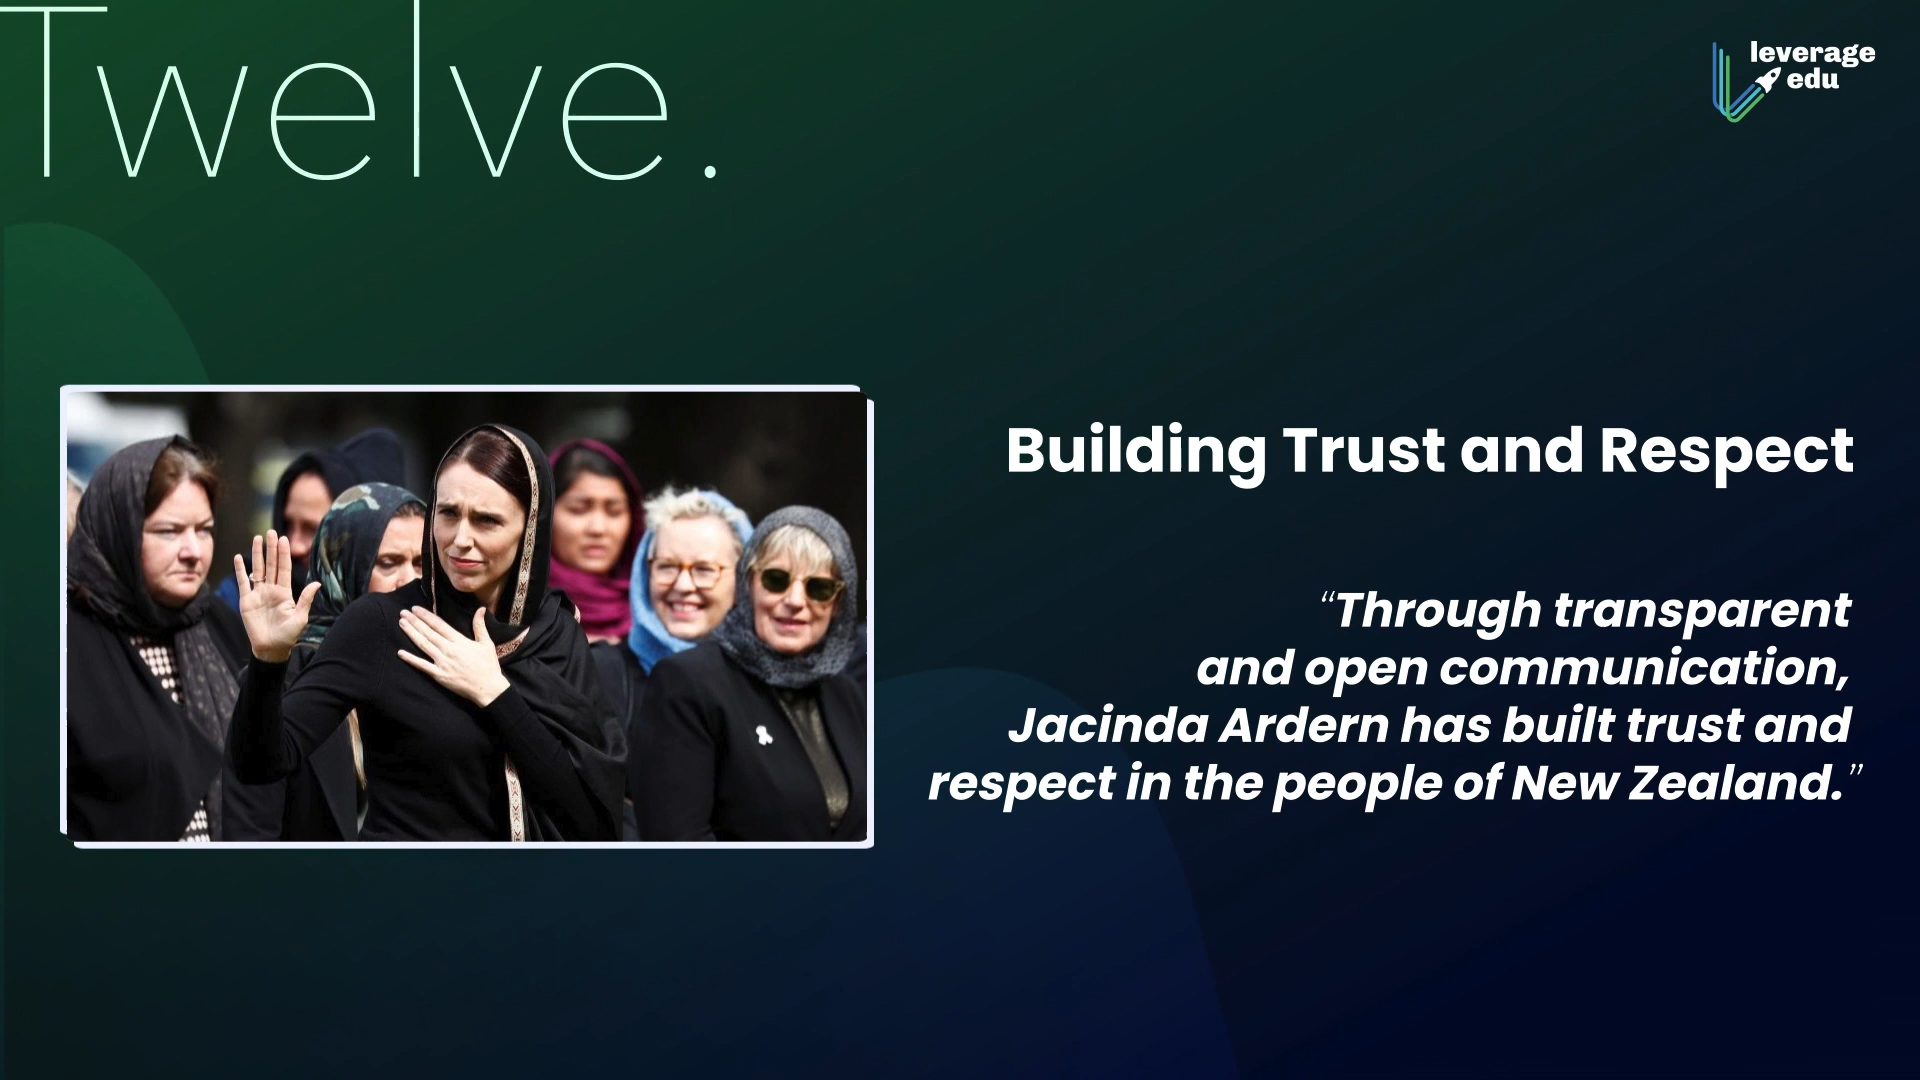 Twelve.
leverage
edu
Building Trust and Respect
“Through transparent
and open communication,
Jacinda Ardern has built trust and
respect in the people of New Zealand.”